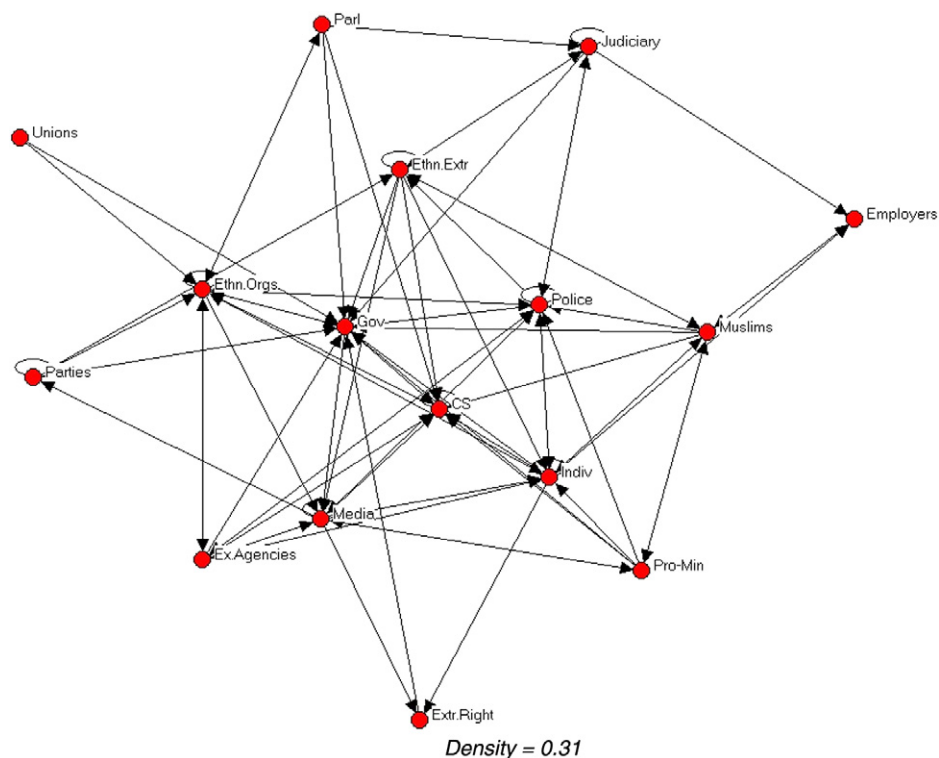 Parl
Judiciary
Unions
Ethn.Extr
Employers
Ethn.Orgs
Police
Gov
Muslims
Parties
CS
Indiv
Media
Ex.Agencies
Pro-Min
Extr.Right
Density = 0.31